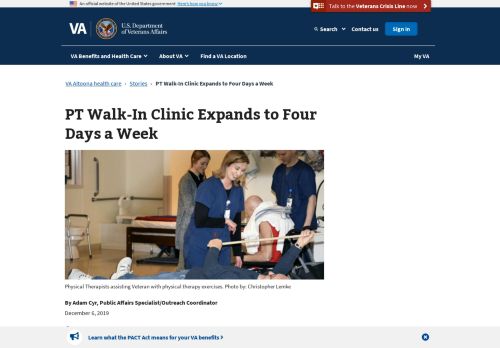 An official website of the United States government Here's how you know
Talk to the Veterans Crisis Line now
VA
U.S. Department
of Veterans Affairs
Search
Contact us
Sign in
VA Benefits and Health Care
About VA
Find a VA Location
My VA
VA Altoona health care › Stories › PT Walk-In Clinic Expands to Four Days a Week
PT Walk-In Clinic Expands to Four
Days a Week
Physical Therapists assisting Veteran with physical therapy exercises. Photo by: Christopher Lemke
By Adam Cyr, Public Affairs Specialist/Outreach Coordinator
December 6, 2019
Learn what the PACT Act means for your VA benefits